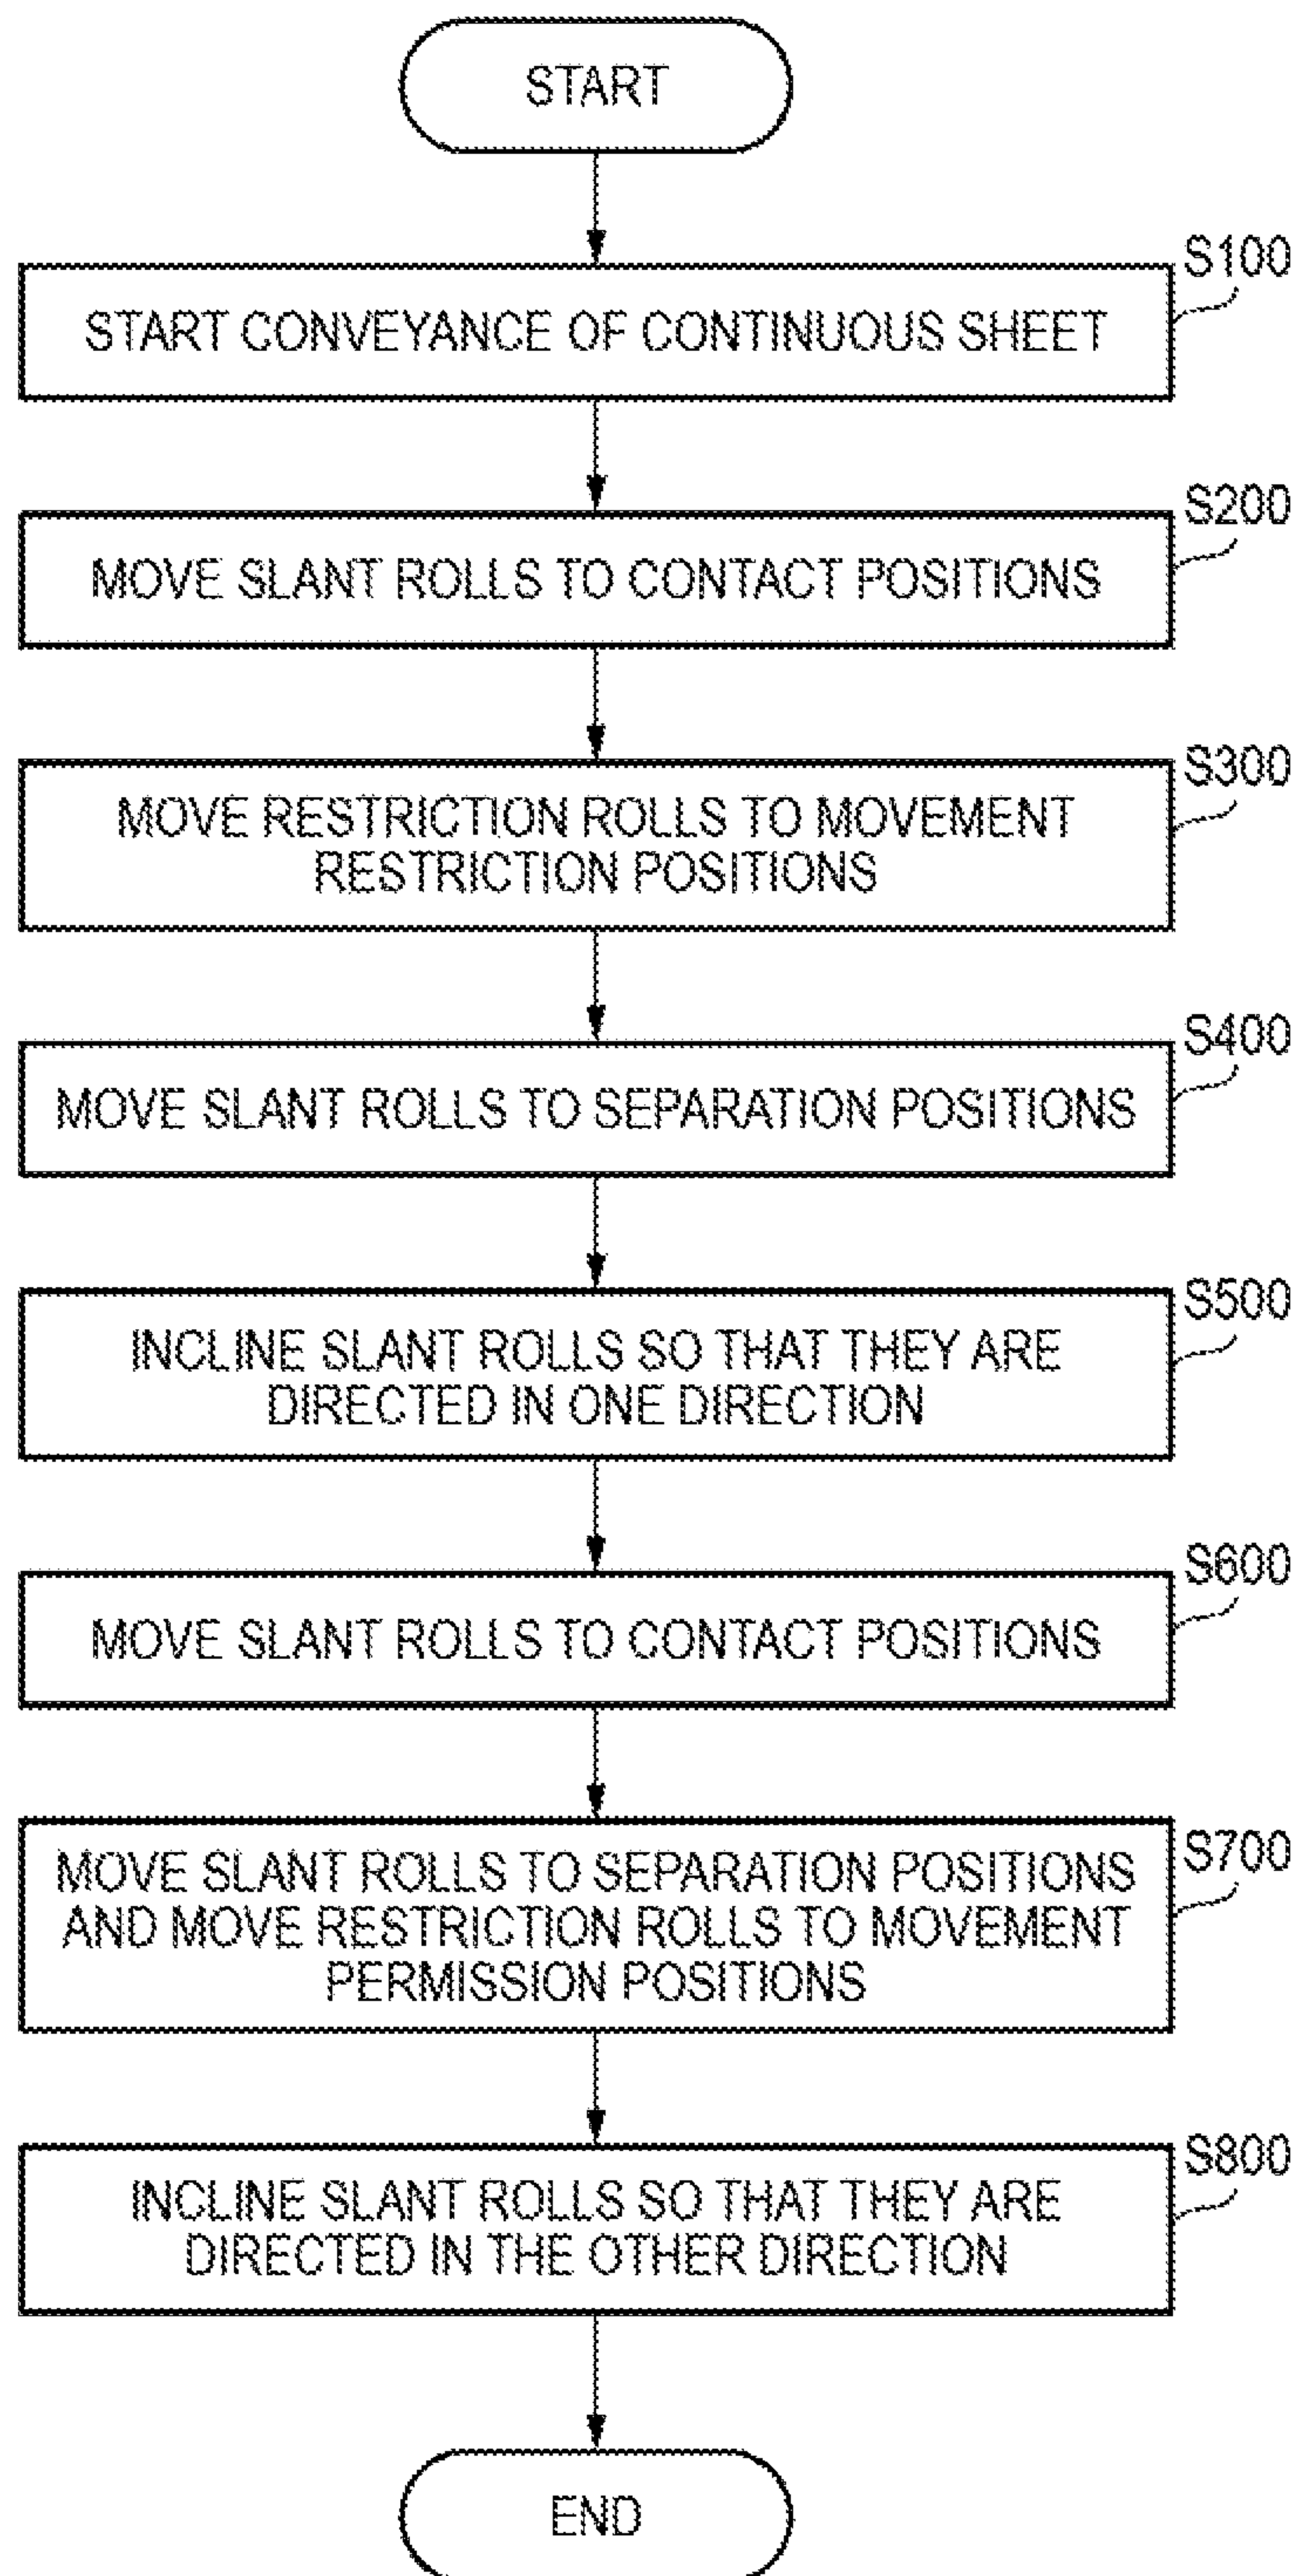 START
S100
START CONVEYANCE OF CONTINUOUS SHEET
S200
MOVE SLANT ROLLS TO CONTACT POSITIONS
S300
MOVE RESTRICTION ROLLS TO MOVEMENT
RESTRICTION POSITIONS
S400
MOVE SLANT ROLLS TO SEPARATION POSITIONS
S500
INCLINE SLANT ROLLS SO THAT THEY ARE
DIRECTED IN ONE DIRECTION
S600
MOVE SLANT ROLLS TO CONTACT POSITIONS
S700
MOVE SLANT ROLLS TO SEPARATION POSITIONS
AND MOVE RESTRICTION ROLLS TO MOVEMENT
PERMISSION POSITIONS
S800
INCLINE SLANT ROLLS SO THAT THEY ARE
DIRECTED IN THE OTHER DIRECTION
END